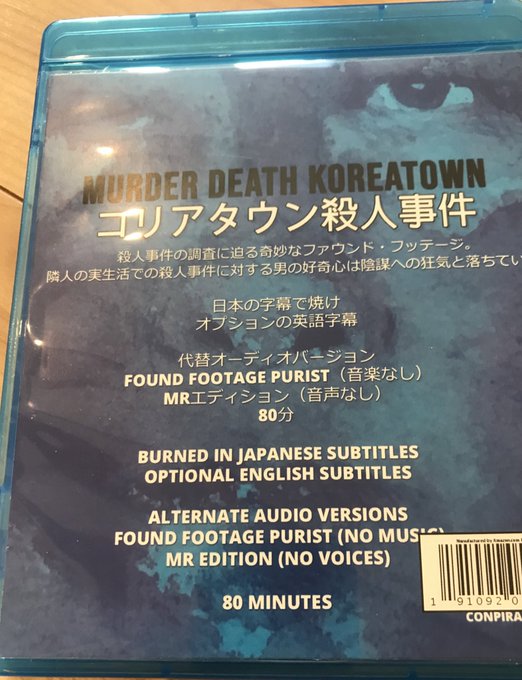 MURDER DEATH KOREATOWN
コリアタウン殺人事件
殺人事件の調査に迫る奇妙なファウンド・フッテージ。
隣人の実生活での殺人事件に対する男の好奇心は陰謀への狂気と落ちてい
日本の字幕で焼け
オプションの英語字幕
代替オーディオバージョン
FOUND FOOTAGE PURIST（音楽なし）
MRエディション（音声なし）
80分
BURNED IN JAPANESE SUBTITLES
OPTIONAL ENGLISH SUBTITLES
ALTERNATE AUDIO VERSIONS
FOUND FOOTAGE PURIST (NO MUSIC)
MR EDITION (NO VOICES)
80 MINUTES
Manufactured by Amazon.com
1 91092 0
CONPIRA